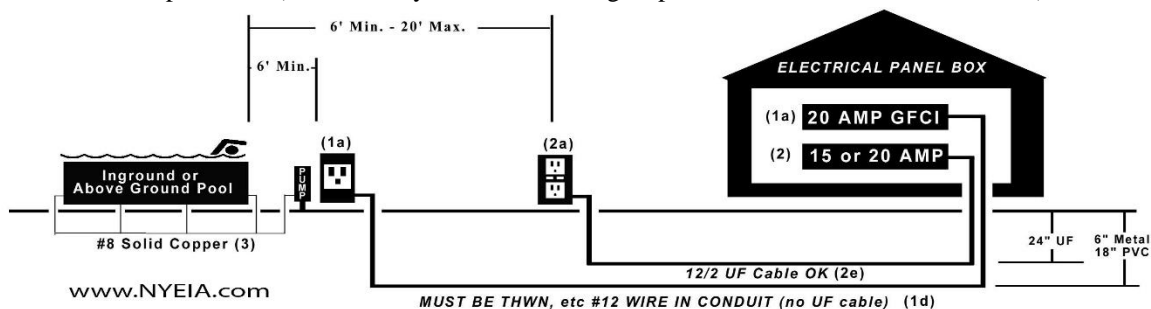 6' Min. - 20' Max.
6' Min.
ELECTRICAL PANEL BOX
(1a) 20 AMP GFCI
(2) 15 or 20 AMP
(1a)
(2a)
PUMP
Inground or
Above Ground Pool
#8 Solid Copper (3)
24" UF
6" Metal
18" PVC
12/2 UF Cable OK (2e)
www.NYEIA.com
MUST BE THWN, etc #12 WIRE IN CONDUIT (no UF cable) (1d)